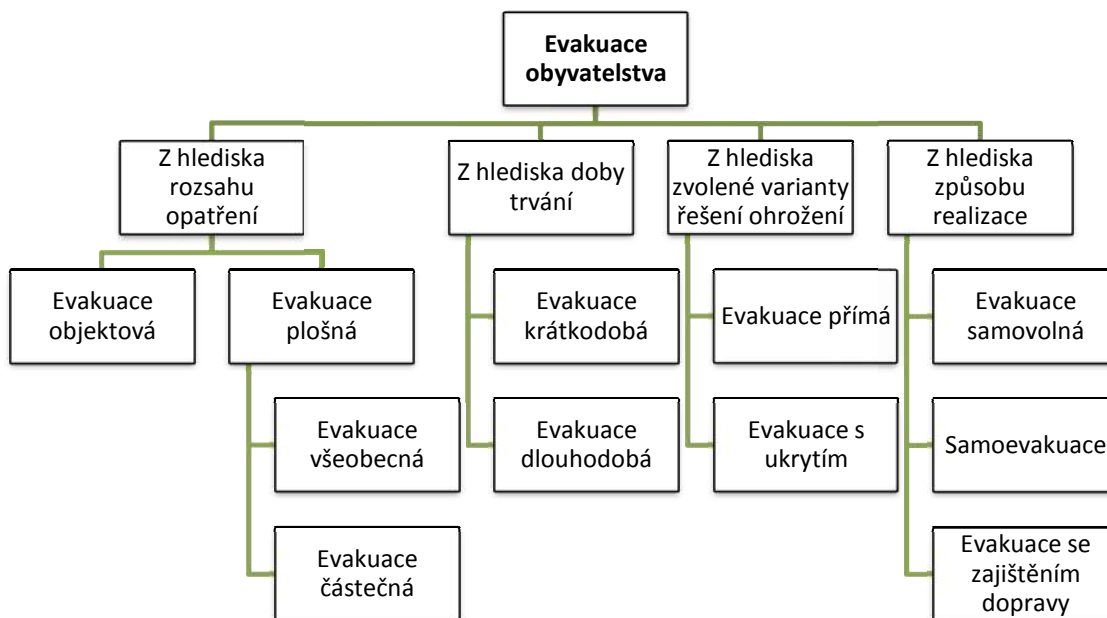 Evakuace
obyvatelstva
Z hlediska
rozsahu
opatření
Z hlediska doby
trvání
Z hlediska
zvolené varianty
řešení ohrožení
Z hlediska
způsobu
realizace
Evakuace
objektová
Evakuace
plošná
Evakuace
krátkodobá
Evakuace přímá
Evakuace
samovolná
Evakuace
všeobecná
Evakuace
dlouhodobá
Evakuace s
ukrytím
Samoevakuace
Evakuace
částečná
Evakuace se
zajištěním
dopravy